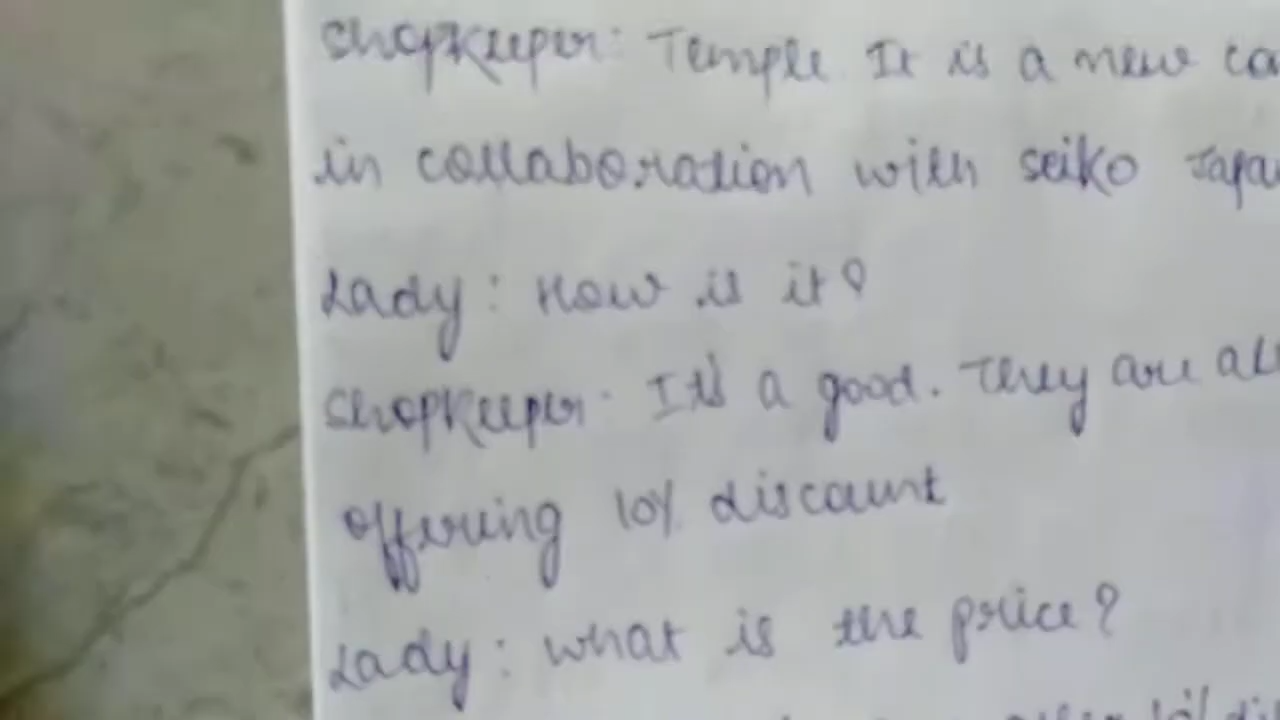 Shopkeeper: Temple It is a new
in collaboration with seiko
Lady: How is it?
Shopkeeper. It's a good. They are
offering 10% discount
Lady: what is the price?